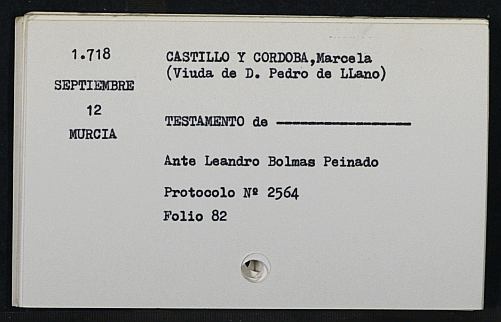 1.718
SEPTIEMBRE
12
MURCIA
CASTILLO Y CORDOBA,Marcela
(Viuda de D. Pedro de LLano)
TESTAMENTO de ------------------
Ante Leandro Bolmas Peinado
Protocolo Nº 2564
Folio 82